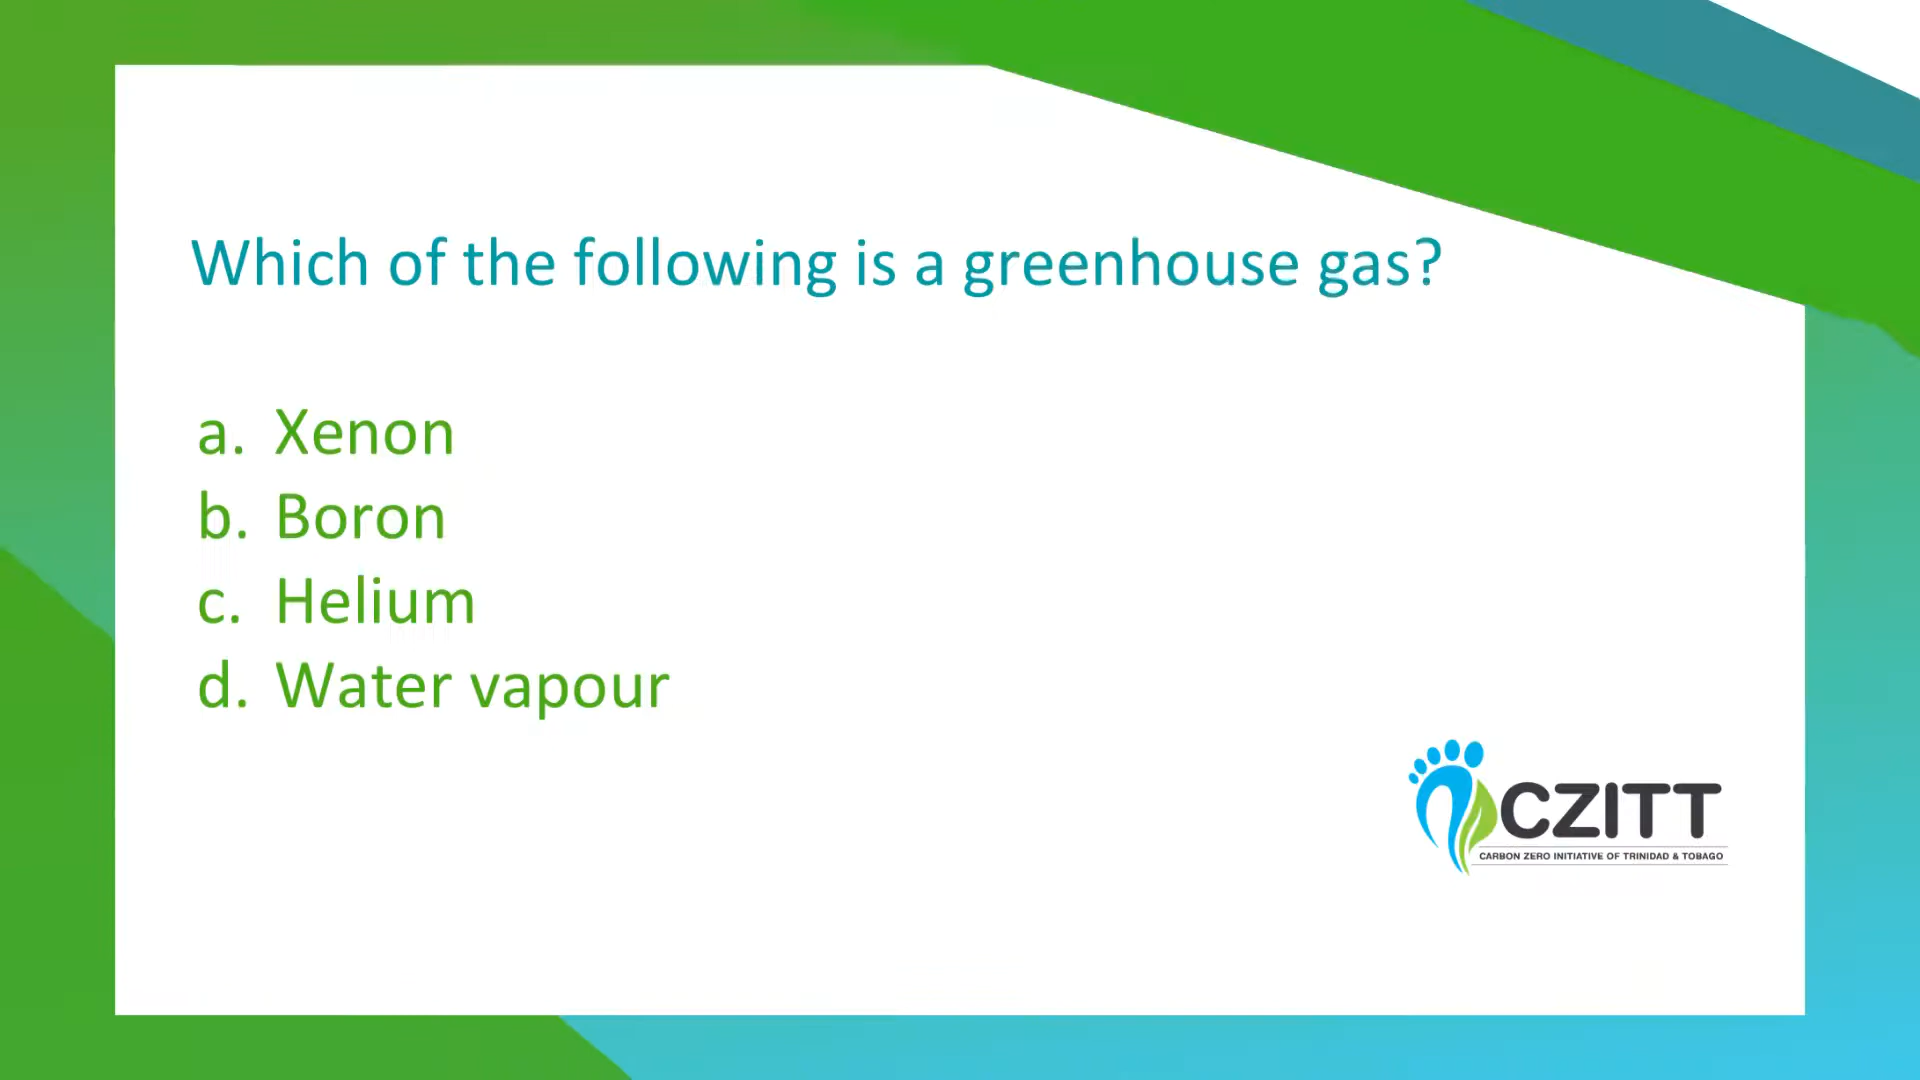 Which of the following is a greenhouse gas?
a. Xenon
b. Boron
c. Helium
d. Water vapour
CZITT
CARBON ZERO INITIATIVE OF TRINIDAD & TOBAGO